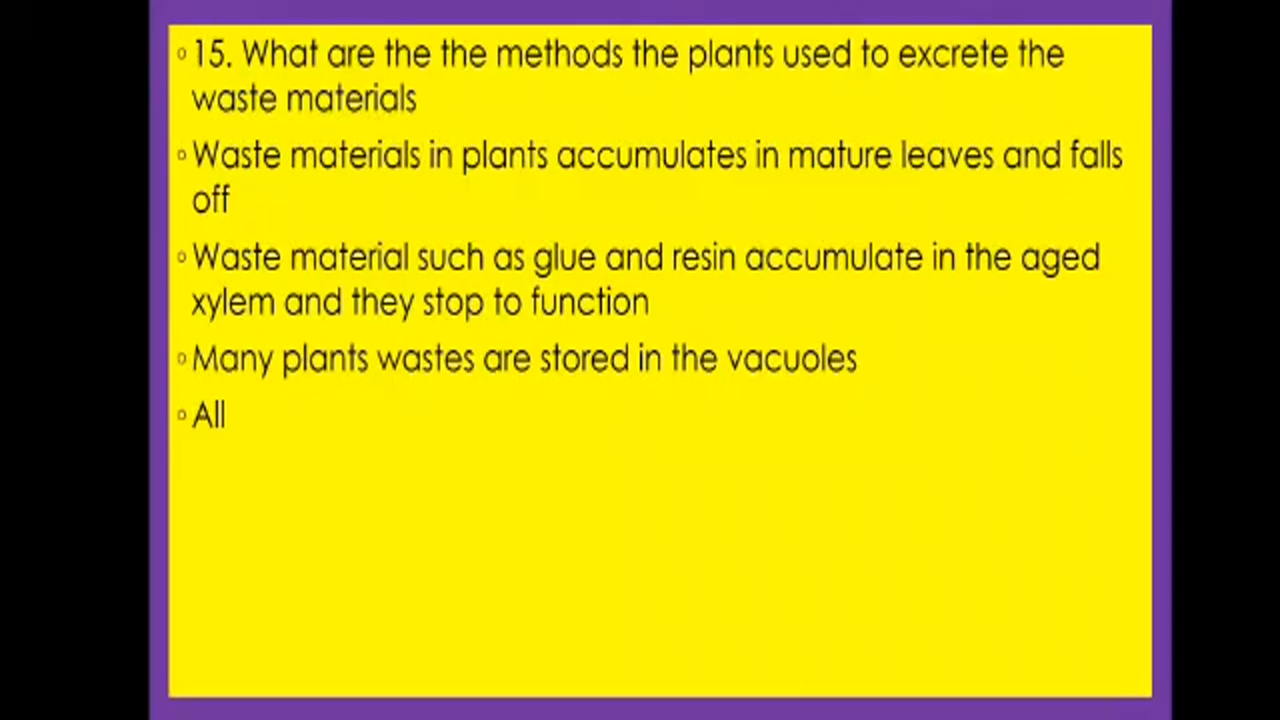 ◦ 15. What are the the methods the plants used to excrete the
waste materials
◦ Waste materials in plants accumulates in mature leaves and falls
off
◦ Waste material such as glue and resin accumulate in the aged
xylem and they stop to function
◦ Many plants wastes are stored in the vacuoles
◦ All